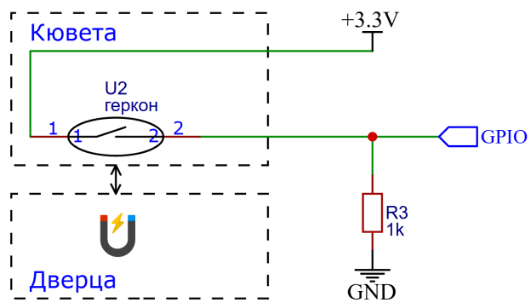 Кювета
+3.3V
U2
геркон
1 1 2 2
GPIO
R3
1k
Дверца
GND